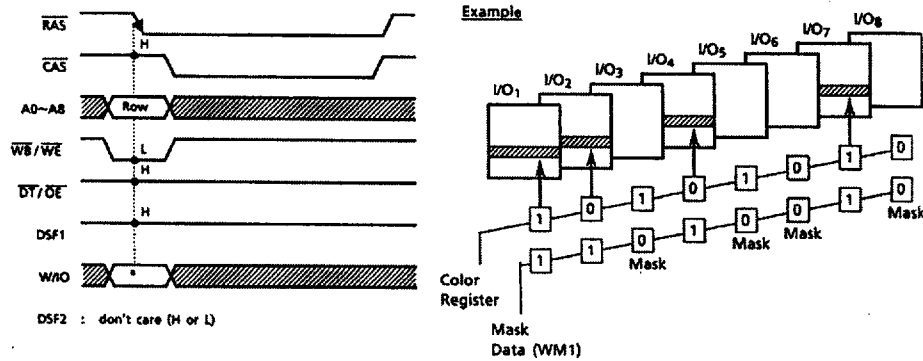 RAS
H
CAS
A0~A8
Row
WB/WE
L
H
DT/OE
H
DSF1
W/IO
*
DSF2 : don't care (H or L)
Example
I/O1 I/O2 I/O3 I/O4 I/O5 I/O6 I/O7 I/O8
1 0 1 0 1 0 1 0
Color
Register
1 1 0 1 0 0 1 0
Mask Mask Mask Mask
Mask
Data (WM1)